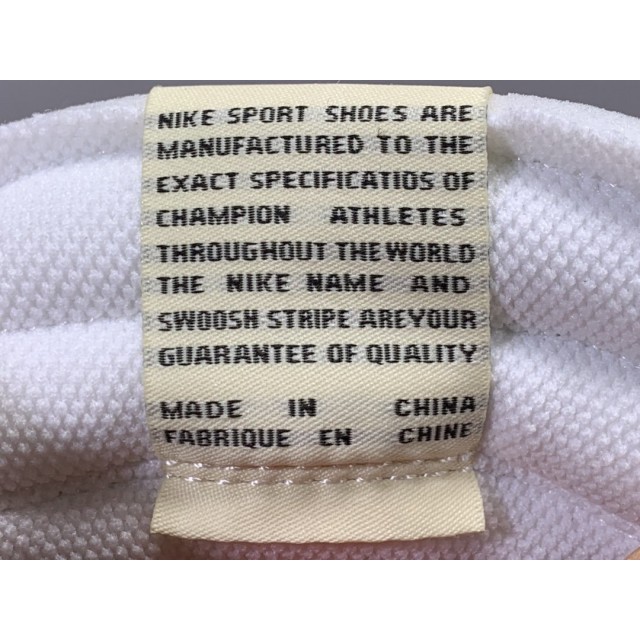 NIKE SPORT SHOES ARE
MANUFACTURED TO THE
EXACT SPECIFICATIOS OF
CHAMPION ATHLETES
THROUGHOUT THE WORLD
THE NIKE NAME AND
SWOOSH STRIPE AREYOUR
GUARANTEE OF QUALITY
MADE IN CHINA
FABRIQUE EN CHINE